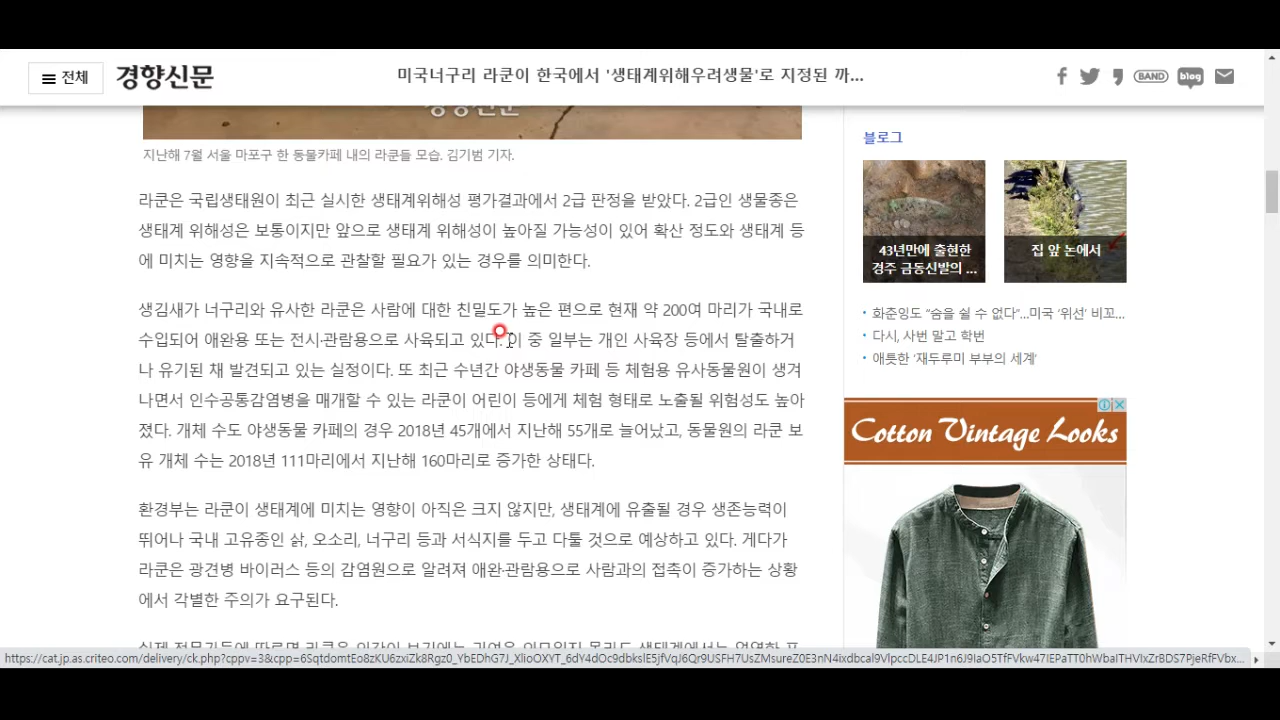 전체
경향신문
미국너구리 라쿤이 한국에서 '생태계위해우려생물'로 지정된 까...
BAND
blog
경향신문
지난해 7월 서울 마포구 한 동물카페 내의 라쿤들 모습. 김기범 기자.
라쿤은 국립생태원이 최근 실시한 생태계위해성 평가결과에서 2급 판정을 받았다. 2급인 생물종은
생태계 위해성은 보통이지만 앞으로 생태계 위해성이 높아질 가능성이 있어 확산 정도와 생태계 등
에 미치는 영향을 지속적으로 관찰할 필요가 있는 경우를 의미한다.
생김새가 너구리와 유사한 라쿤은 사람에 대한 친밀도가 높은 편으로 현재 약 200여 마리가 국내로
수입되어 애완용 또는 전시·관람용으로 사육되고 있다. 이 중 일부는 개인 사육장 등에서 탈출하거
나 유기된 채 발견되고 있는 실정이다. 또 최근 수년간 야생동물 카페 등 체험용 유사동물원이 생겨
나면서 인수공통감염병을 매개할 수 있는 라쿤이 어린이 등에게 체험 형태로 노출될 위험성도 높아
졌다. 개체 수도 야생동물 카페의 경우 2018년 45개에서 지난해 55개로 늘어났고, 동물원의 라쿤 보
유 개체 수는 2018년 111마리에서 지난해 160마리로 증가한 상태다.
환경부는 라쿤이 생태계에 미치는 영향이 아직은 크지 않지만, 생태계에 유출될 경우 생존능력이
뛰어나 국내 고유종인 삵, 오소리, 너구리 등과 서식지를 두고 다툴 것으로 예상하고 있다. 게다가
라쿤은 광견병 바이러스 등의 감염원으로 알려져 애완·관람용으로 사람과의 접촉이 증가하는 상황
에서 각별한 주의가 요구된다.
블로그
43년만에 출현한
경주 금동신발의 ...
집 앞 논에서
화춘잉도 “숨을 쉴 수 없다”...미국 ‘위선’ 비꼬...
다시, 사번 말고 학번
애틋한 ‘재두루미 부부의 세계’
Cotton Vintage Looks